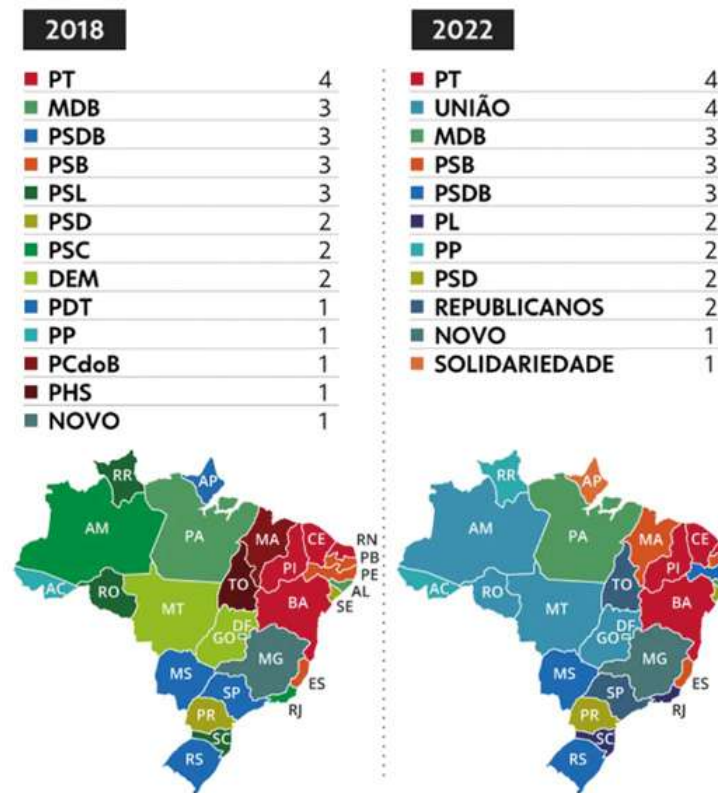 2018
PT 4
MDB 3
PSDB 3
PSB 3
PSL 3
PSD 2
PSC 2
DEM 2
PDT 1
PP 1
PCdoB 1
PHS 1
NOVO 1
RR
AP
AM
PA
MA
CE
RN
PB
PE
AL
SE
PI
AC
RO
TO
BA
MT
DF
GO
MG
ES
MS
SP
RJ
PR
SC
RS
2022
PT 4
UNIÃO 4
MDB 3
PSB 3
PSDB 3
PL 2
PP 2
PSD 2
REPUBLICANOS 2
NOVO 1
SOLIDARIEDADE 1
RR
AP
AM
PA
MA
CE
PI
AC
RO
TO
BA
MT
DF
GO
MG
ES
MS
SP
RJ
PR
SC
RS